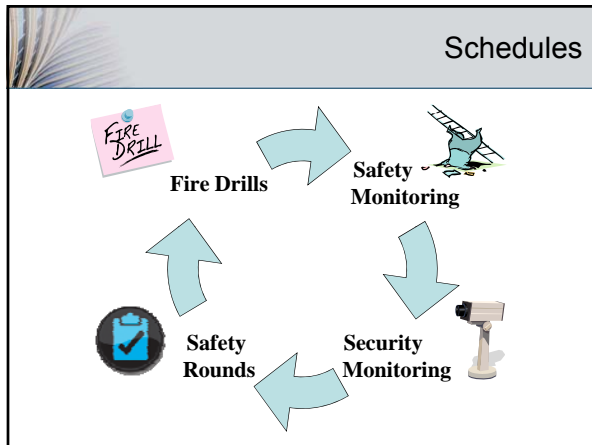 Schedules
FIRE
DRILL
Fire Drills
Safety
Monitoring
Security
Monitoring
Safety
Rounds